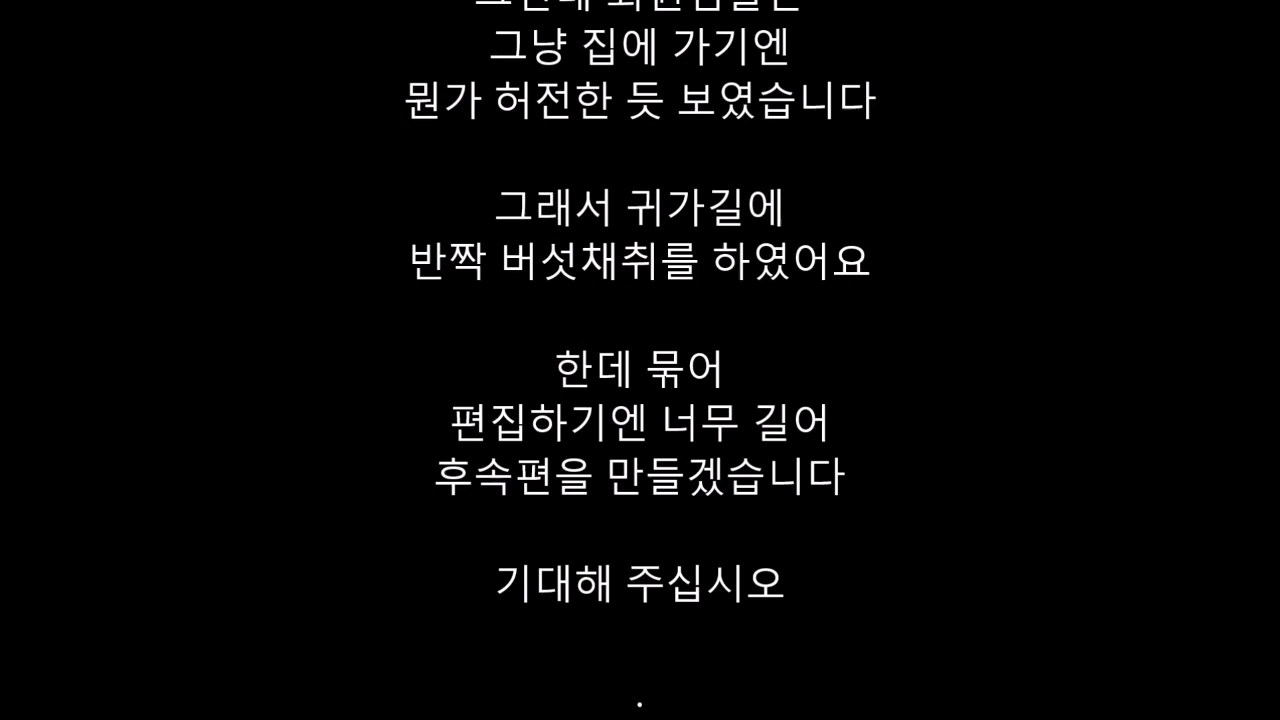 그냥 집에 가기엔
뭔가 허전한 듯 보였습니다
그래서 귀가길에
반짝 버섯채취를 하였어요
한데 묶어
편집하기엔 너무 길어
후속편을 만들겠습니다
기대해 주십시오
.